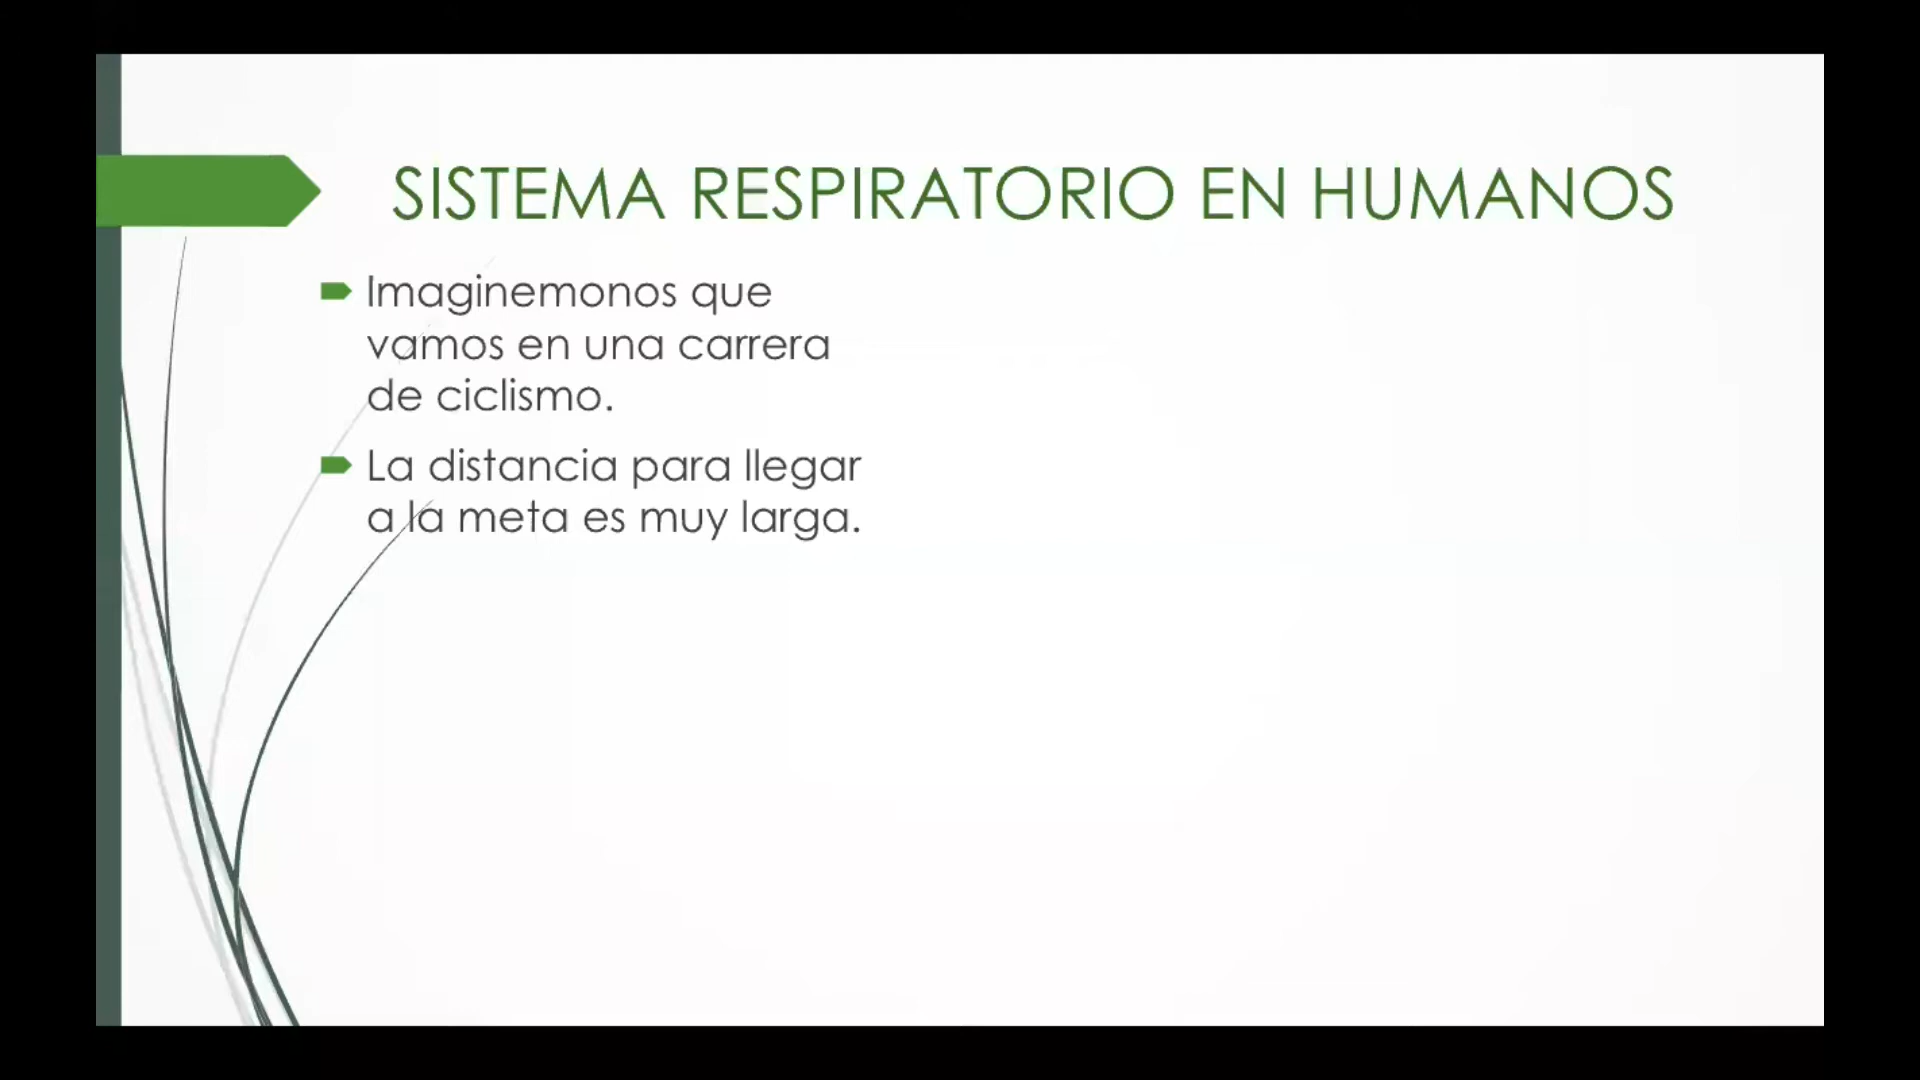 SISTEMA RESPIRATORIO EN HUMANOS
Imaginemonos que
vamos en una carrera
de ciclismo.
La distancia para llegar
a la meta es muy larga.